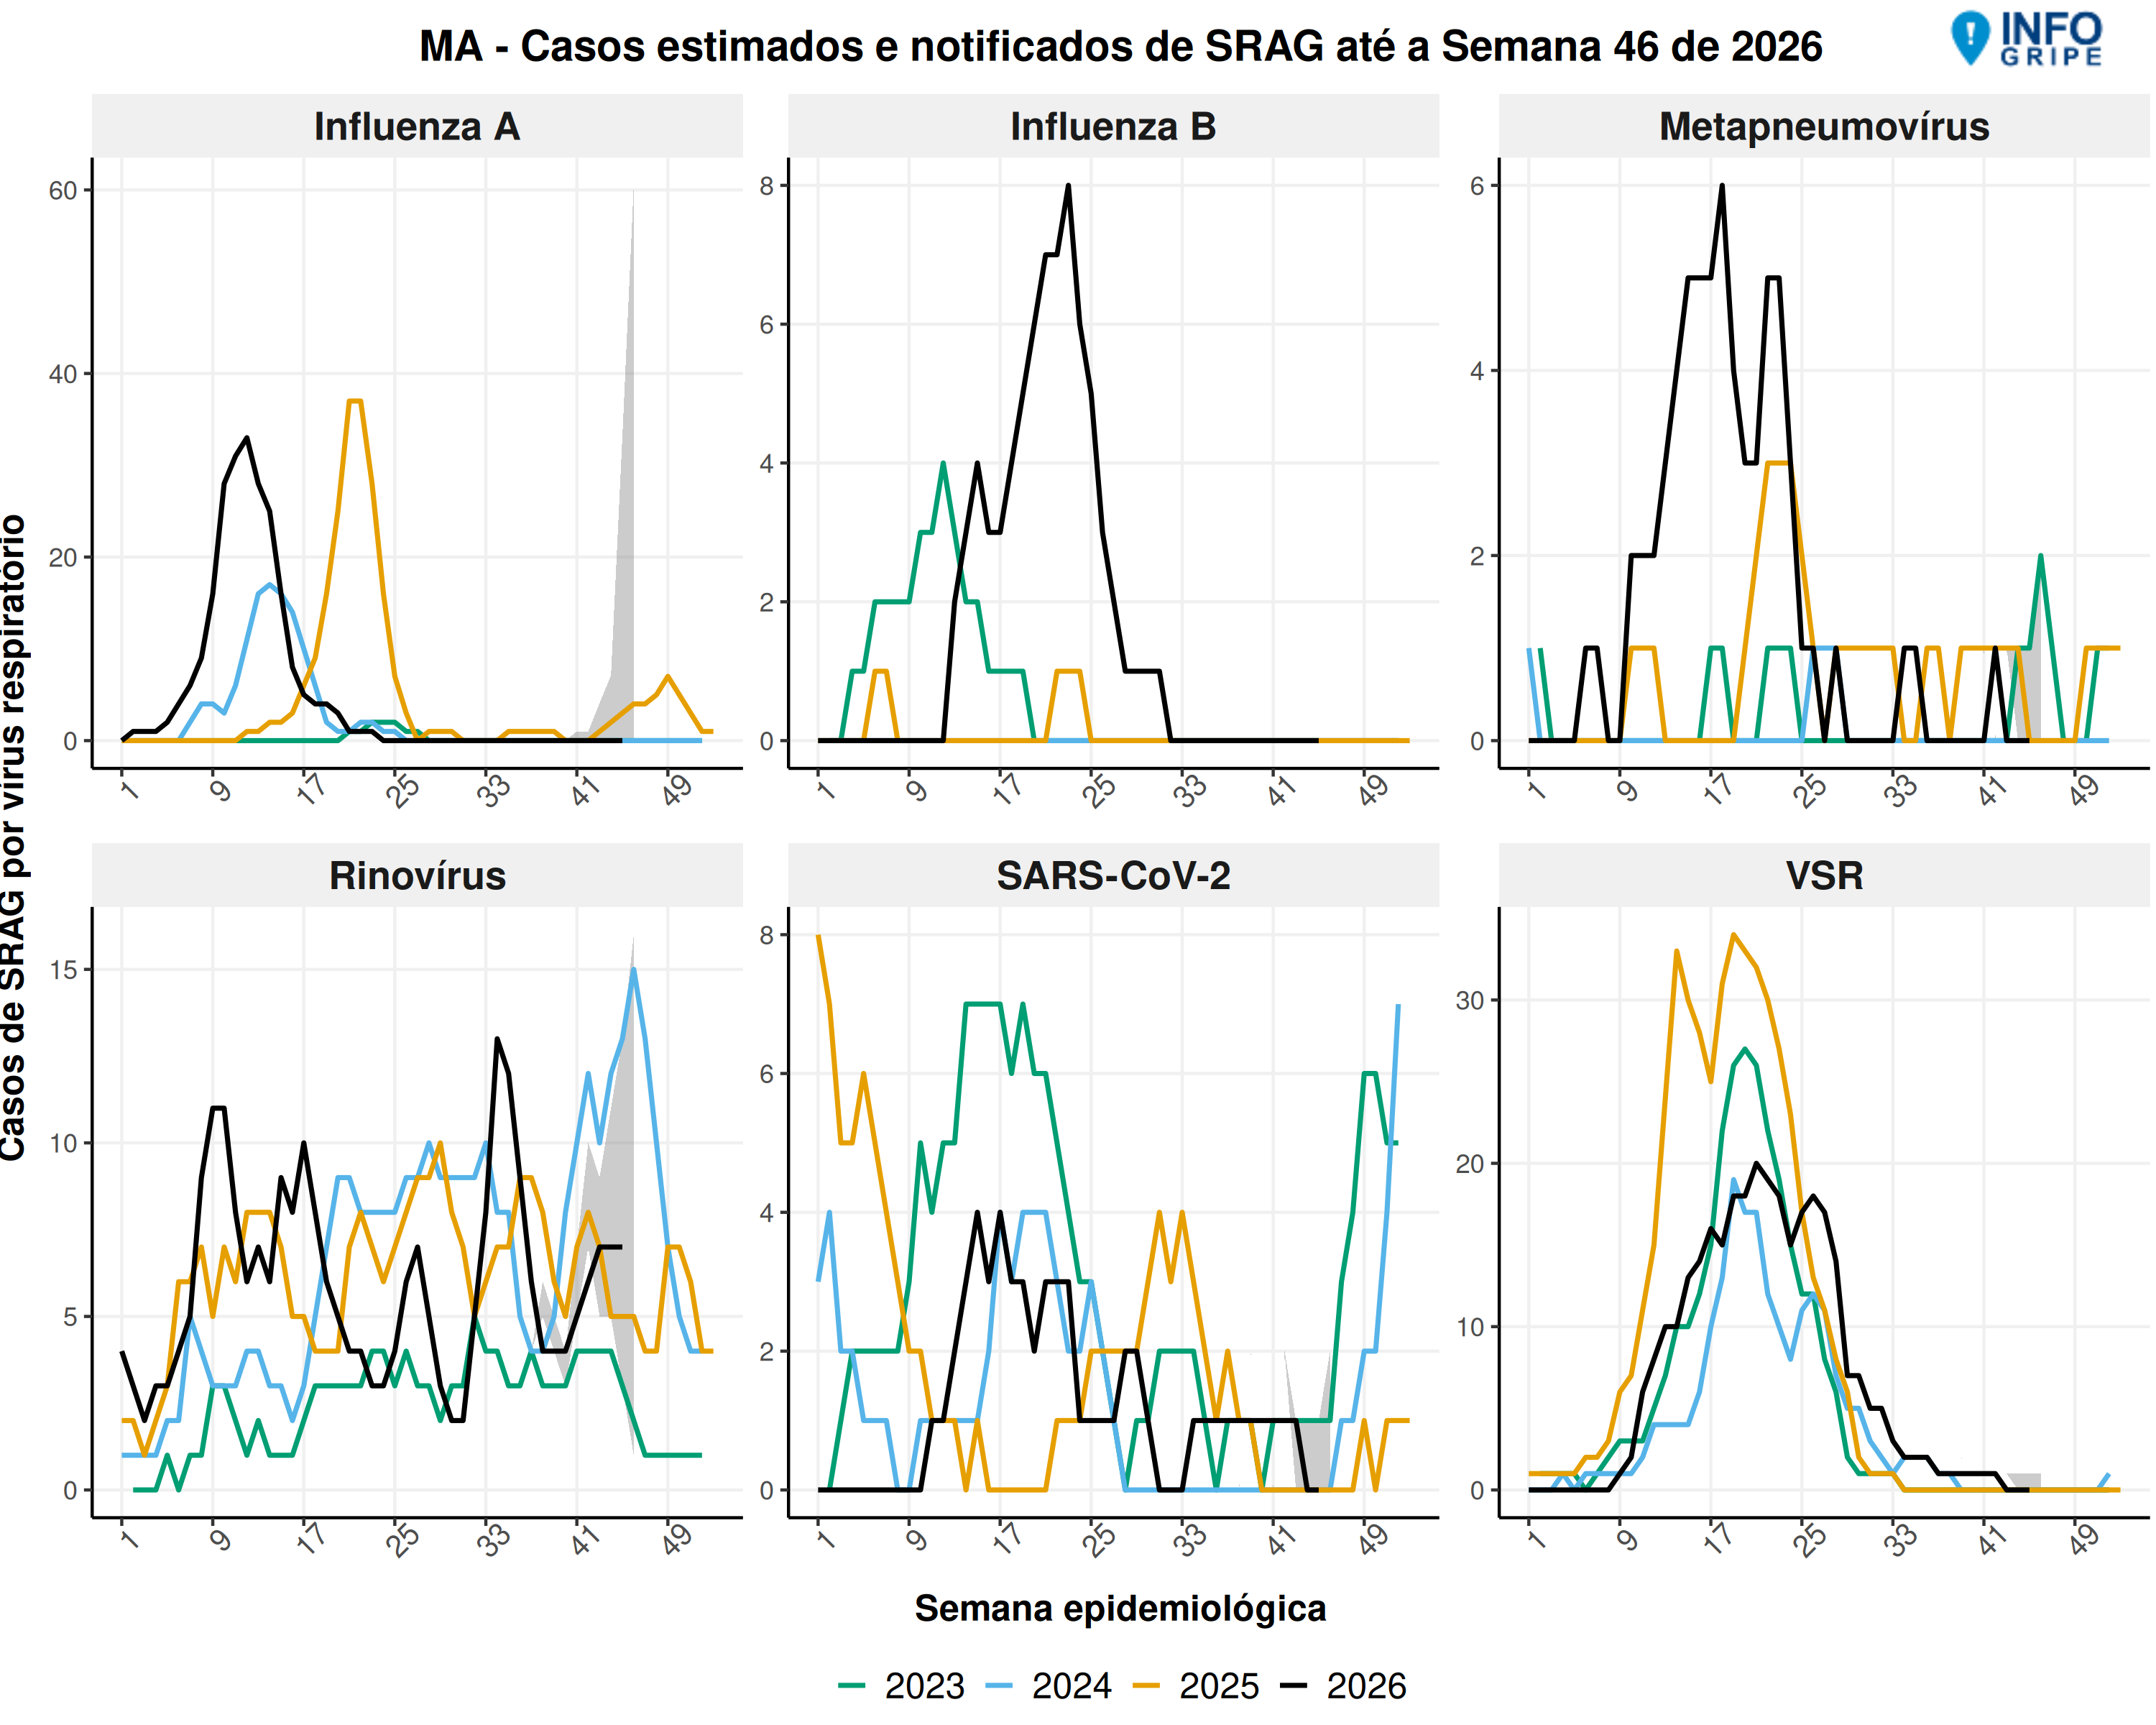 MA - Casos estimados e notificados de SRAG até a Semana 46 de 2026
INFO
GRIPE
Influenza A
Influenza B
Metapneumovírus
60
40
20
0
8
6
4
2
0
6
4
2
0
1 9 17 25 33 41 49
1 9 17 25 33 41 49
1 9 17 25 33 41 49
Casos de SRAG por vírus respiratório
Rinovírus
SARS-CoV-2
VSR
15
10
5
0
8
6
4
2
0
30
20
10
0
1 9 17 25 33 41 49
1 9 17 25 33 41 49
1 9 17 25 33 41 49
Semana epidemiológica
2023 2024 2025 2026